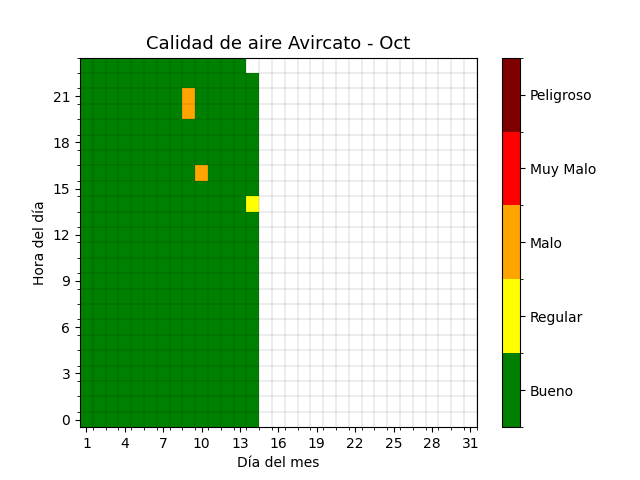 Calidad de aire Avircato - Oct
Hora del día
21
18
15
12
9
6
3
0
1 4 7 10 13 16 19 22 25 28 31
Día del mes
Peligroso
Muy Malo
Malo
Regular
Bueno